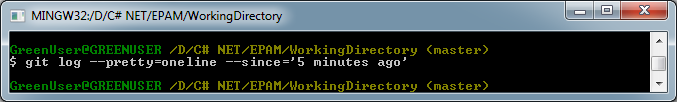 MINGW32:/D/C# NET/EPAM/WorkingDirectory
GreenUser@GREENUSER /D/C# NET/EPAM/WorkingDirectory (master)
$ git log --pretty=oneline --since='5 minutes ago'
GreenUser@GREENUSER /D/C# NET/EPAM/WorkingDirectory (master)